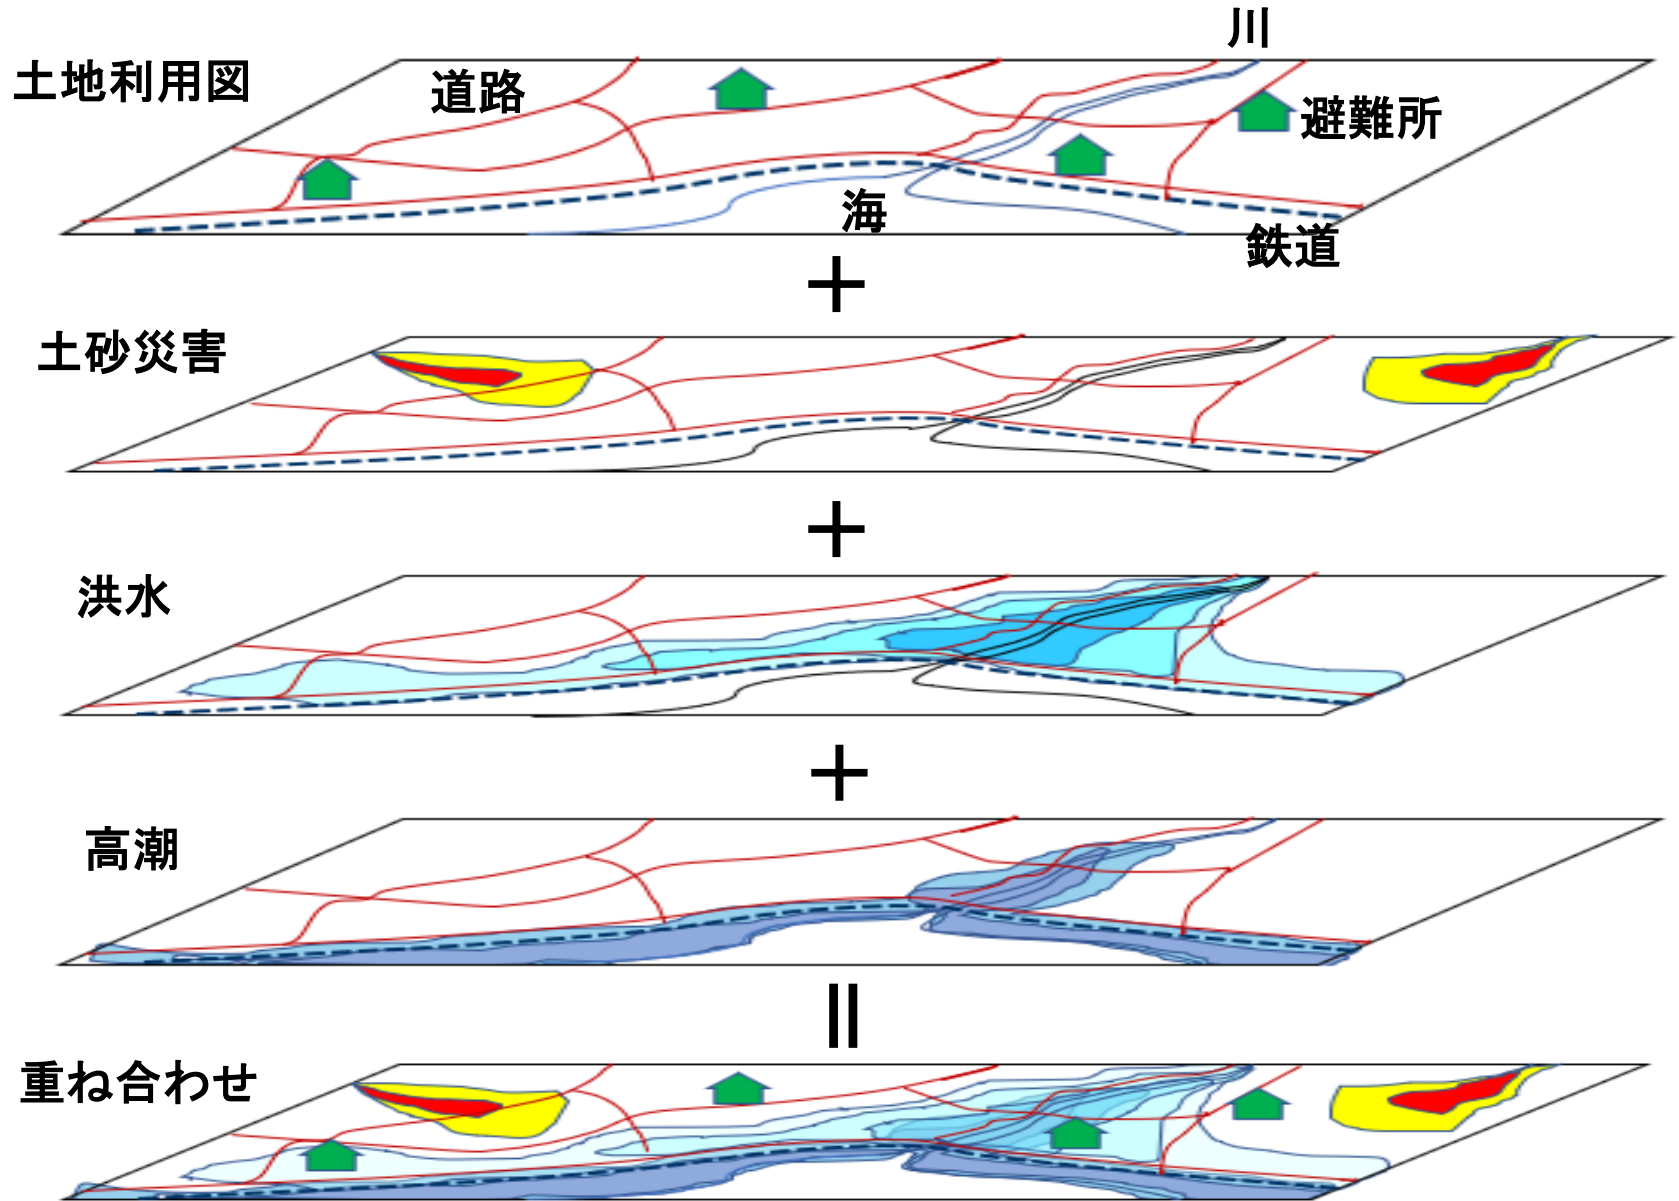 川
土地利用図
道路
避難所
海
鉄道
＋
土砂災害
＋
洪水
＋
高潮
＝
重ね合わせ